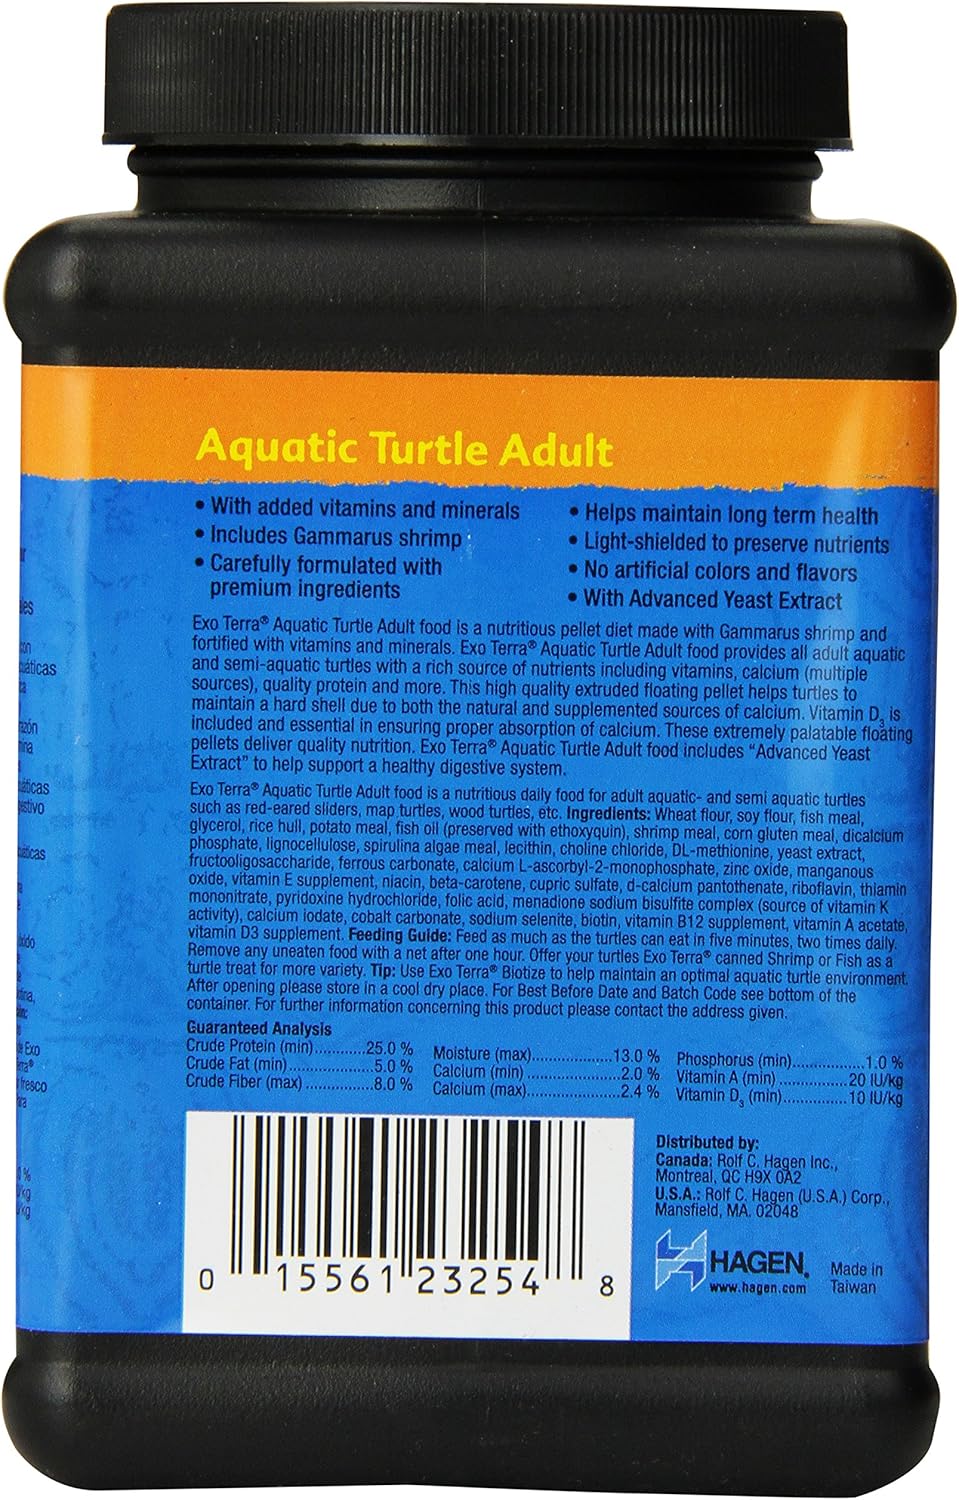 Aquatic Turtle Adult
• With added vitamins and minerals
• Includes Gammarus shrimp
• Carefully formulated with
premium ingredients
• Helps maintain long term health
• Light-shielded to preserve nutrients
• No artificial colors and flavors
• With Advanced Yeast Extract
Exo Terra® Aquatic Turtle Adult food is a nutritious pellet diet made with Gammarus shrimp and
fortified with vitamins and minerals. Exo Terra® Aquatic Turtle Adult food provides all adult aquatic
and semi-aquatic turtles with a rich source of nutrients including vitamins, calcium (multiple
sources), quality protein and more. This high quality extruded floating pellet helps turtles to
maintain a hard shell due to both the natural and supplemented sources of calcium. Vitamin D₃ is
included and essential in ensuring proper absorption of calcium. These extremely palatable floating
pellets deliver quality nutrition. Exo Terra® Aquatic Turtle Adult food includes “Advanced Yeast
Extract” to help support a healthy digestive system.
Exo Terra® Aquatic Turtle Adult food is a nutritious daily food for adult aquatic- and semi aquatic turtles
such as red-eared sliders, map turtles, wood turtles, etc. Ingredients: Wheat flour, soy flour, fish meal,
glycerol, rice hull, potato meal, fish oil (preserved with ethoxyquin), shrimp meal, corn gluten meal, dicalcium
phosphate, lignocellulose, spirulina algae meal, lecithin, choline chloride, DL-methionine, yeast extract,
fructooligosaccharide, ferrous carbonate, calcium L-ascorbyl-2-monophosphate, zinc oxide, manganous
oxide, vitamin E supplement, niacin, beta-carotene, cupric sulfate, d-calcium pantothenate, riboflavin, thiamin
mononitrate, pyridoxine hydrochloride, folic acid, menadione sodium bisulfite complex (source of vitamin K
activity), calcium iodate, cobalt carbonate, sodium selenite, biotin, vitamin B12 supplement, vitamin A acetate,
vitamin D3 supplement. Feeding Guide: Feed as much as the turtles can eat in five minutes, two times daily.
Remove any uneaten food with a net after one hour. Offer your turtles Exo Terra® canned Shrimp or Fish as a
turtle treat for more variety. Tip: Use Exo Terra® Biotize to help maintain an optimal aquatic turtle environment.
After opening please store in a cool dry place. For Best Before Date and Batch Code see bottom of the
container. For further information concerning this product please contact the address given.
Guaranteed Analysis
Crude Protein (min)............25.0 %
Crude Fat (min)....................5.0 %
Crude Fiber (max)................8.0 %
Moisture (max)..................13.0 %
Calcium (min).....................2.0 %
Calcium (max)....................2.4 %
Phosphorus (min)................1.0 %
Vitamin A (min)..............20 IU/kg
Vitamin D₃ (min).............10 IU/kg
0 15561 23254 8
Distributed by:
Canada: Rolf C. Hagen Inc.,
Montreal, QC H9X 0A2
U.S.A.: Rolf C. Hagen (U.S.A.) Corp.,
Mansfield, MA. 02048
HAGEN®
www.hagen.com
Made in
Taiwan